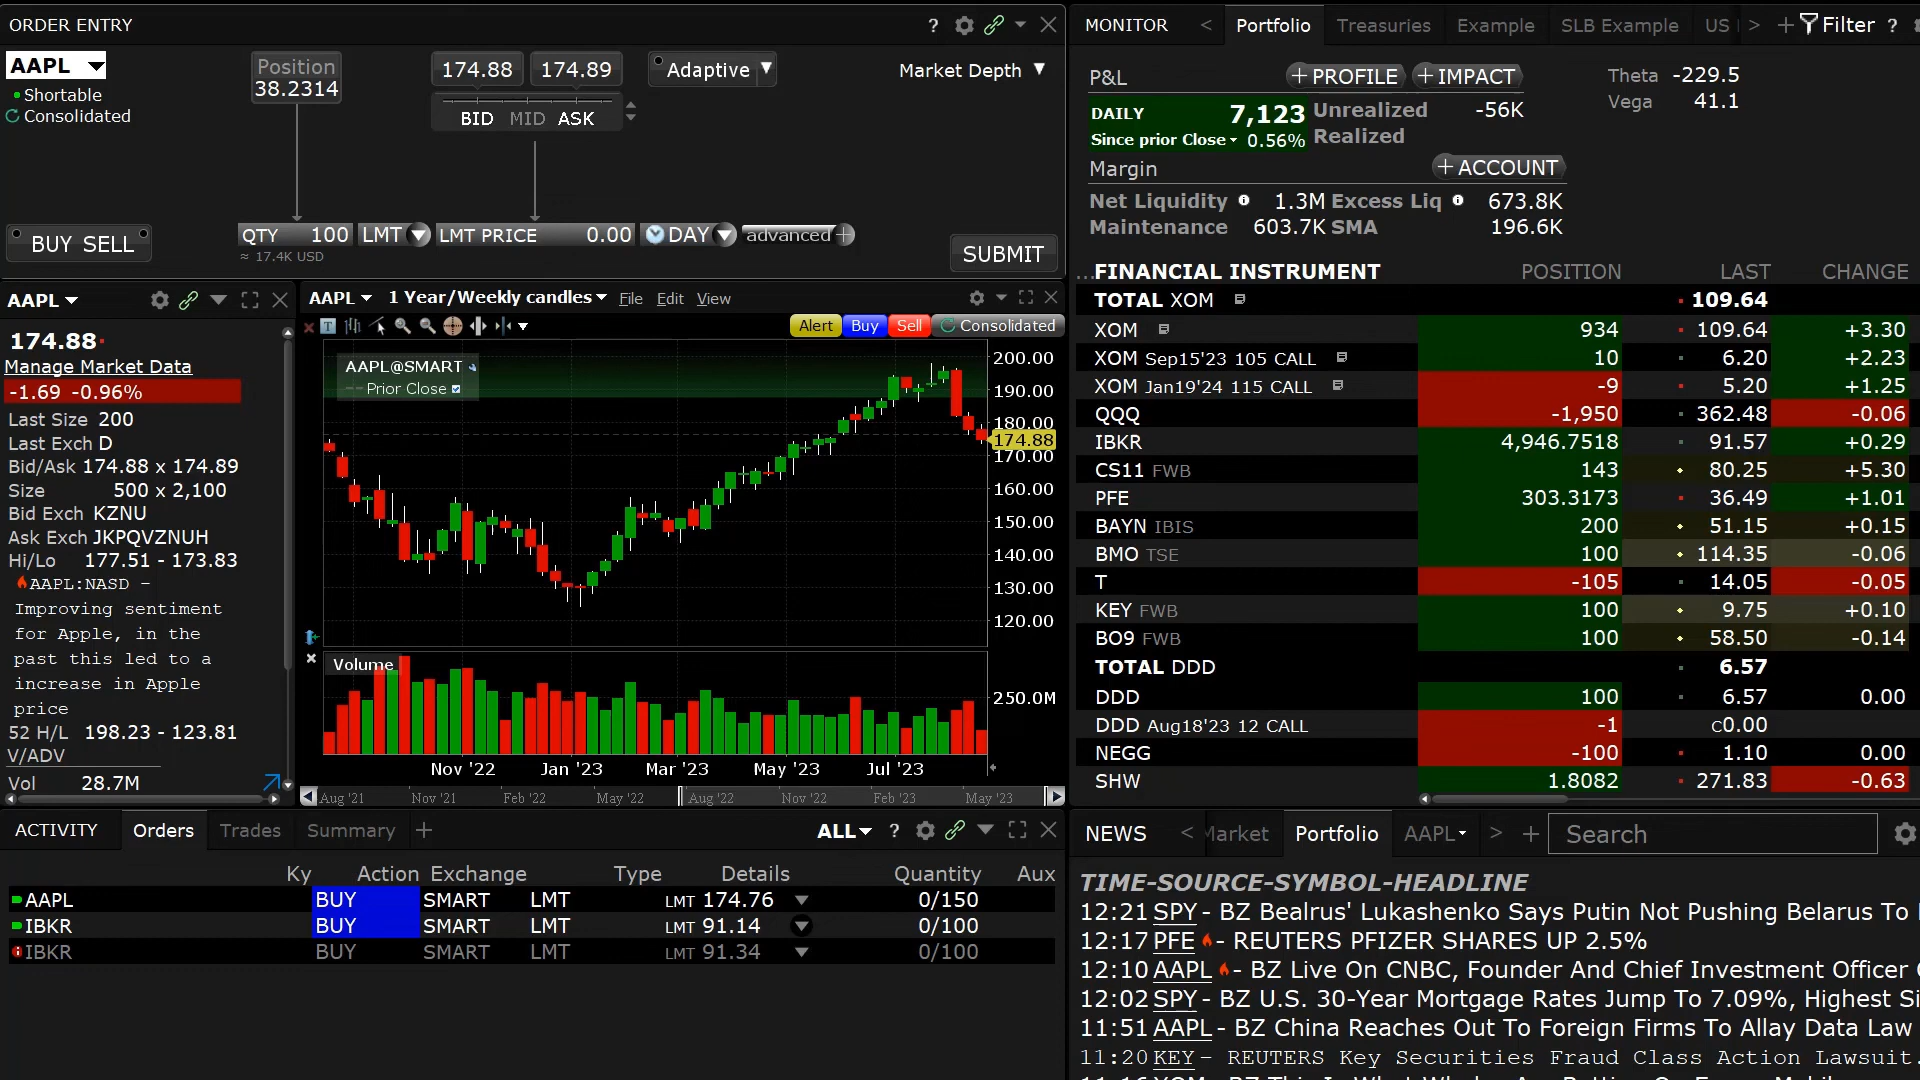 ORDER ENTRY
?
AAPL
Shortable
Consolidated
Position
38.2314
174.88 174.89
BID MID ASK
Adaptive
Market Depth
BUY SELL
QTY 100 LMT LMT PRICE 0.00 DAY advanced +
≈ 17.4K USD
SUBMIT
AAPL
174.88
Manage Market Data
-1.69 -0.96%
Last Size 200
Last Exch D
Bid/Ask 174.88 x 174.89
Size 500 x 2,100
Bid Exch KZNU
Ask Exch JKPQVZNUH
Hi/Lo 177.51 - 173.83
AAPL:NASD –
Improving sentiment
for Apple, in the
past this led to a
increase in Apple
price
52 H/L 198.23 - 123.81
V/ADV
Vol 28.7M
AAPL 1 Year/Weekly candles File Edit View
T Alert Buy Sell Consolidated
AAPL@SMART
Prior Close
200.00
190.00
180.00
174.88
170.00
160.00
150.00
140.00
130.00
120.00
Volume
250.0M
Nov '22 Jan '23 Mar '23 May '23 Jul '23
Aug '21 Nov '21 Feb '22 May '22 Aug '22 Nov '22 Feb '23 May '23
ACTIVITY Orders Trades Summary +
ALL ?
Ky Action Exchange Type Details Quantity Aux
AAPL BUY SMART LMT LMT 174.76 0/150
IBKR BUY SMART LMT LMT 91.14 0/100
IBKR BUY SMART LMT LMT 91.34 0/100
MONITOR < Portfolio Treasuries Example SLB Example US > + Filter ?
P&L +PROFILE +IMPACT
Theta -229.5
Vega 41.1
DAILY 7,123 Unrealized -56K
Since prior Close 0.56% Realized
Margin +ACCOUNT
Net Liquidity 1.3M Excess Liq 673.8K
Maintenance 603.7K SMA 196.6K
...FINANCIAL INSTRUMENT POSITION LAST CHANGE
TOTAL XOM 109.64
XOM 934 109.64 +3.30
XOM Sep15'23 105 CALL 10 6.20 +2.23
XOM Jan19'24 115 CALL -9 5.20 +1.25
QQQ -1,950 362.48 -0.06
IBKR 4,946.7518 91.57 +0.29
CS11 FWB 143 80.25 +5.30
PFE 303.3173 36.49 +1.01
BAYN IBIS 200 51.15 +0.15
BMO TSE 100 114.35 -0.06
T -105 14.05 -0.05
KEY FWB 100 9.75 +0.10
BO9 FWB 100 58.50 -0.14
TOTAL DDD 6.57
DDD 100 6.57 0.00
DDD Aug18'23 12 CALL -1 C0.00
NEGG -100 1.10 0.00
SHW 1.8082 271.83 -0.63
NEWS < Market Portfolio AAPL > + Search
TIME-SOURCE-SYMBOL-HEADLINE
12:21 SPY - BZ Bealrus' Lukashenko Says Putin Not Pushing Belarus To
12:17 PFE - REUTERS PFIZER SHARES UP 2.5%
12:10 AAPL - BZ Live On CNBC, Founder And Chief Investment Officer
12:02 SPY - BZ U.S. 30-Year Mortgage Rates Jump To 7.09%, Highest Si
11:51 AAPL - BZ China Reaches Out To Foreign Firms To Allay Data Law
11:20 KEY – REUTERS Key Securities Fraud Class Action Lawsuit